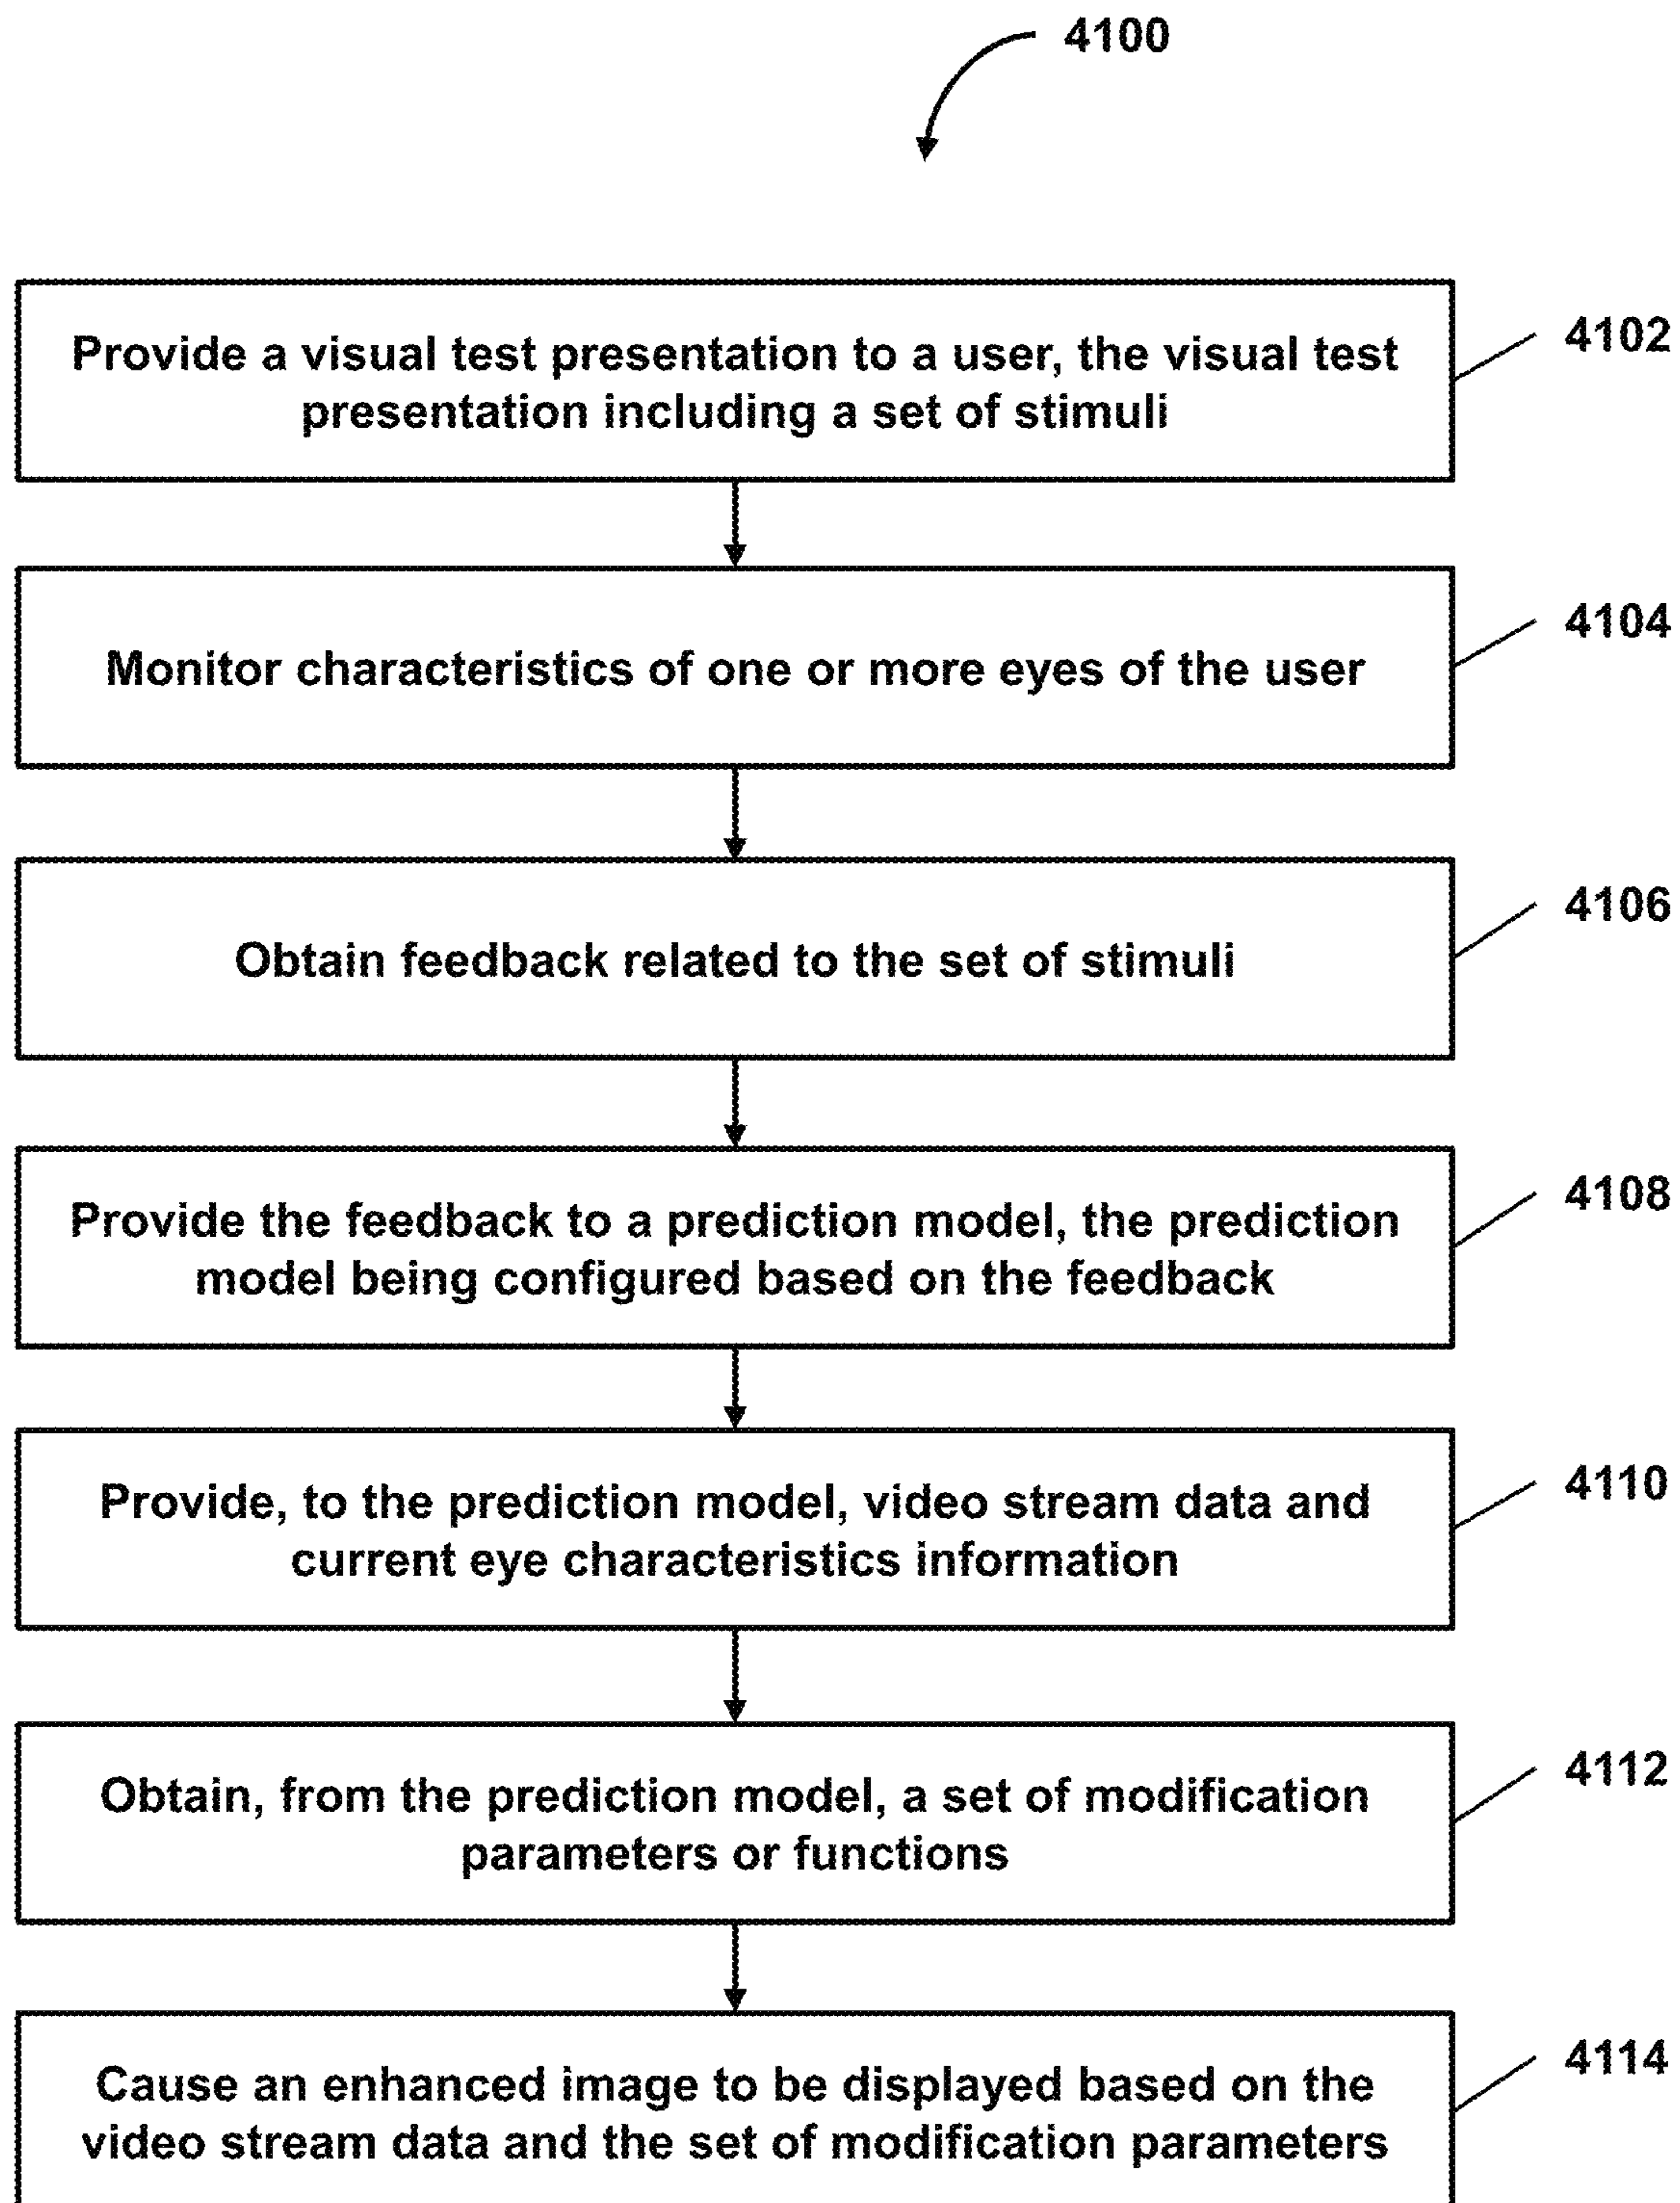 4100
Provide a visual test presentation to a user, the visual test
presentation including a set of stimuli
4102
Monitor characteristics of one or more eyes of the user
4104
Obtain feedback related to the set of stimuli
4106
Provide the feedback to a prediction model, the prediction
model being configured based on the feedback
4108
Provide, to the prediction model, video stream data and
current eye characteristics information
4110
Obtain, from the prediction model, a set of modification
parameters or functions
4112
Cause an enhanced image to be displayed based on the
video stream data and the set of modification parameters
4114